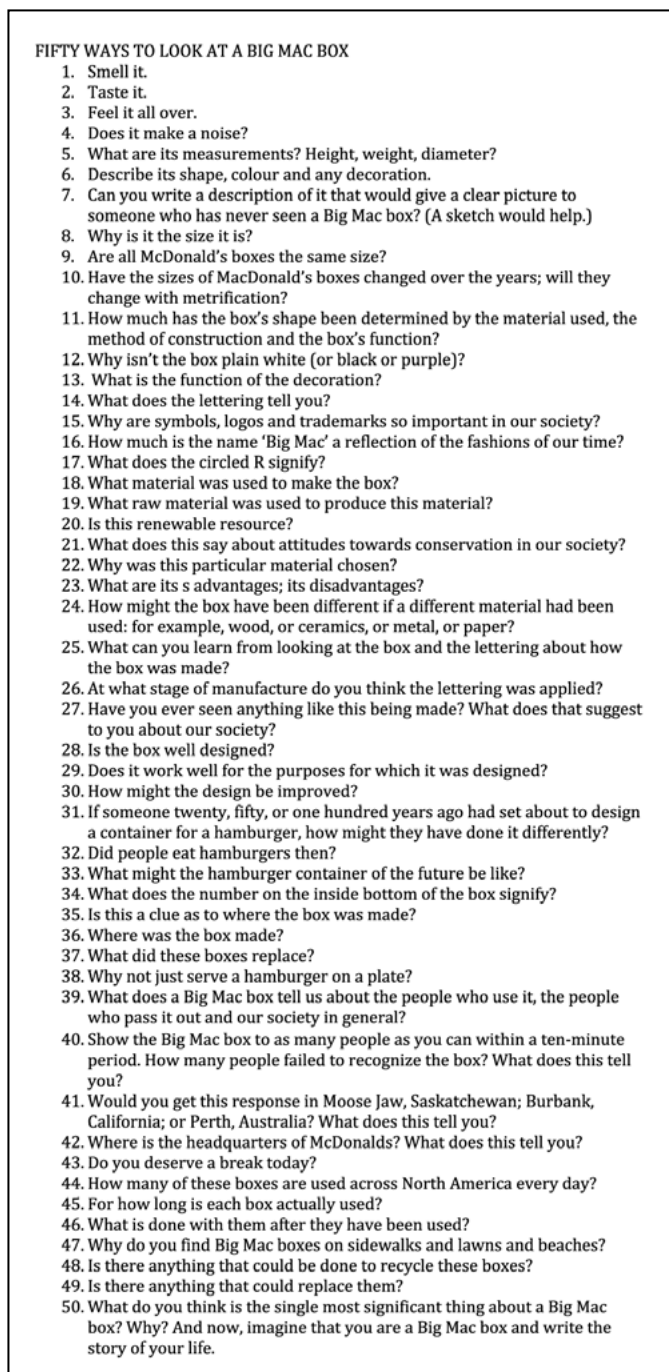 FIFTY WAYS TO LOOK AT A BIG MAC BOX
1. Smell it.
2. Taste it.
3. Feel it all over.
4. Does it make a noise?
5. What are its measurements? Height, weight, diameter?
6. Describe its shape, colour and any decoration.
7. Can you write a description of it that would give a clear picture to
someone who has never seen a Big Mac box? (A sketch would help.)
8. Why is it the size it is?
9. Are all McDonald's boxes the same size?
10. Have the sizes of MacDonald's boxes changed over the years; will they
change with metrification?
11. How much has the box's shape been determined by the material used, the
method of construction and the box's function?
12. Why isn't the box plain white (or black or purple)?
13. What is the function of the decoration?
14. What does the lettering tell you?
15. Why are symbols, logos and trademarks so important in our society?
16. How much is the name 'Big Mac' a reflection of the fashions of our time?
17. What does the circled R signify?
18. What material was used to make the box?
19. What raw material was used to produce this material?
20. Is this renewable resource?
21. What does this say about attitudes towards conservation in our society?
22. Why was this particular material chosen?
23. What are its s advantages; its disadvantages?
24. How might the box have been different if a different material had been
used: for example, wood, or ceramics, or metal, or paper?
25. What can you learn from looking at the box and the lettering about how
the box was made?
26. At what stage of manufacture do you think the lettering was applied?
27. Have you ever seen anything like this being made? What does that suggest
to you about our society?
28. Is the box well designed?
29. Does it work well for the purposes for which it was designed?
30. How might the design be improved?
31. If someone twenty, fifty, or one hundred years ago had set about to design
a container for a hamburger, how might they have done it differently?
32. Did people eat hamburgers then?
33. What might the hamburger container of the future be like?
34. What does the number on the inside bottom of the box signify?
35. Is this a clue as to where the box was made?
36. Where was the box made?
37. What did these boxes replace?
38. Why not just serve a hamburger on a plate?
39. What does a Big Mac box tell us about the people who use it, the people
who pass it out and our society in general?
40. Show the Big Mac box to as many people as you can within a ten-minute
period. How many people failed to recognize the box? What does this tell
you?
41. Would you get this response in Moose Jaw, Saskatchewan; Burbank,
California; or Perth, Australia? What does this tell you?
42. Where is the headquarters of McDonalds? What does this tell you?
43. Do you deserve a break today?
44. How many of these boxes are used across North America every day?
45. For how long is each box actually used?
46. What is done with them after they have been used?
47. Why do you find Big Mac boxes on sidewalks and lawns and beaches?
48. Is there anything that could be done to recycle these boxes?
49. Is there anything that could replace them?
50. What do you think is the single most significant thing about a Big Mac
box? Why? And now, imagine that you are a Big Mac box and write the
story of your life.